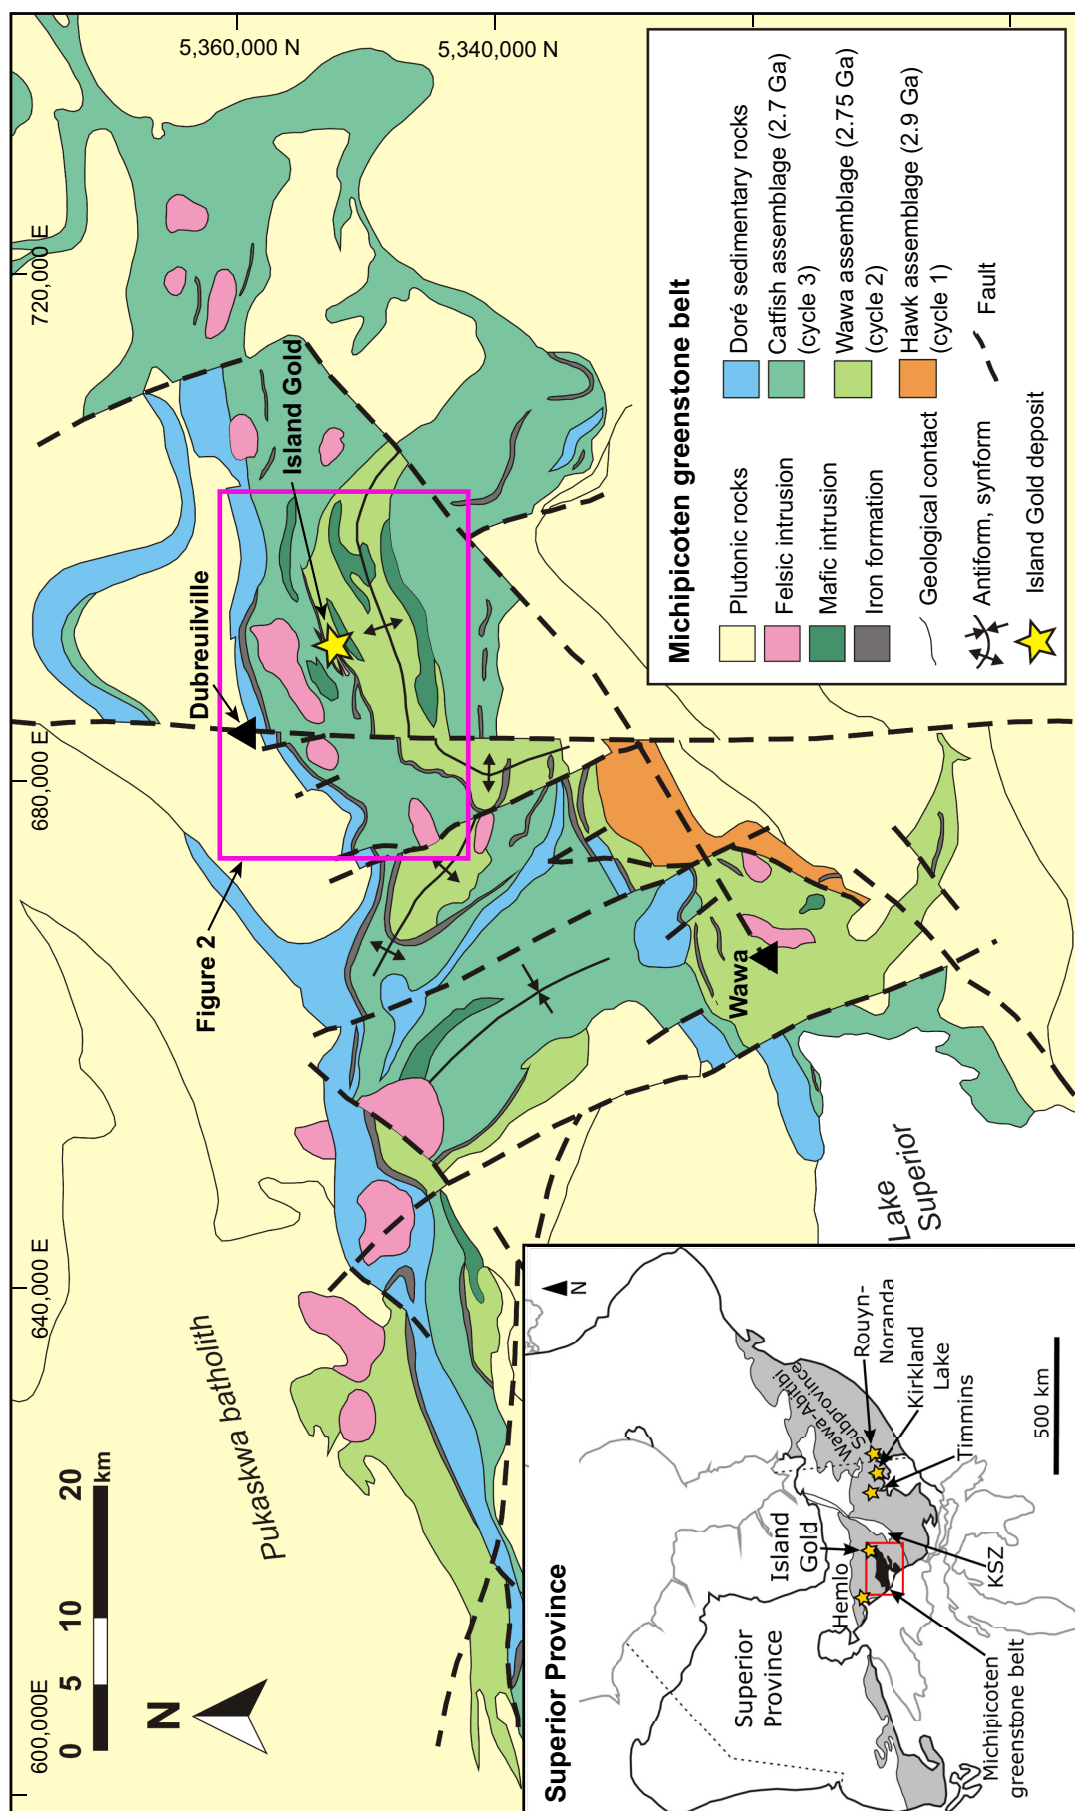 5,360,000 N
5,340,000 N
600,000E
640,000 E
680,000 E
720,000 E
0
5
10
20
km
N
Pukaskwa batholith
Figure 2
Dubreuilville
Island Gold
Wawa
Lake
Superior
Michipicoten greenstone belt
Plutonic rocks
Felsic intrusion
Mafic intrusion
Iron formation
Geological contact
Antiform, synform
Island Gold deposit
Doré sedimentary rocks
Catfish assemblage (2.7 Ga)
(cycle 3)
Wawa assemblage (2.75 Ga)
(cycle 2)
Hawk assemblage (2.9 Ga)
(cycle 1)
Fault
Superior Province
N
Superior
Province
Hemlo
Island
Gold
Wawa-Abitibi
Subprovince
Rouyn-
Noranda
Kirkland
Lake
Timmins
KSZ
Michipicoten
greenstone belt
500 km